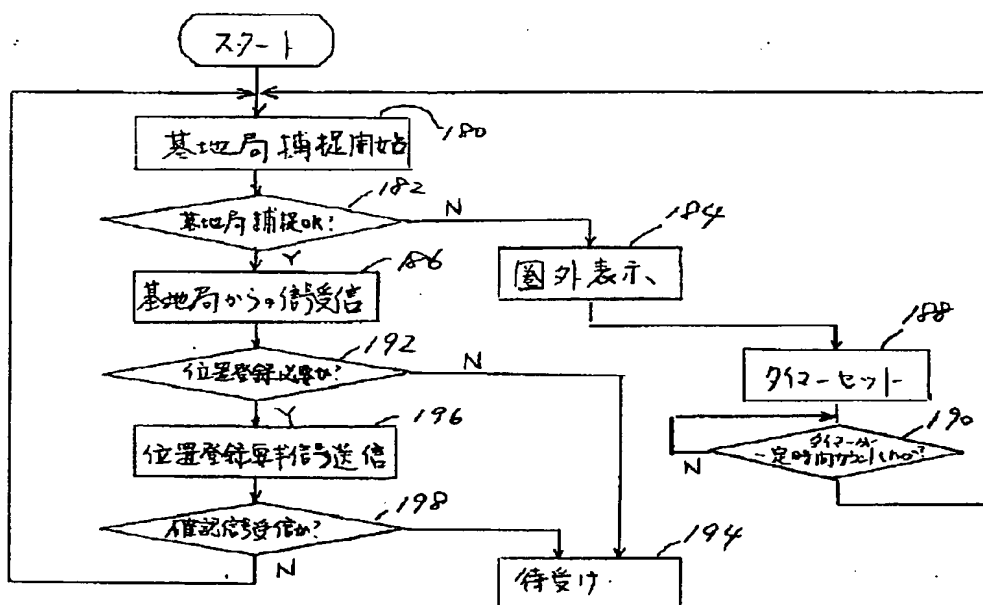 スタート
基地局捕捉開始
180
基地局捕捉OK?
182
N
Y
圏外表示、
184
基地局からの信号受信
186
タイマーセット
188
位置登録必要か?
192
N
Y
タイマーが
一定時間カウントしたか?
190
N
位置登録要求信号送信
196
確認信号受信か?
198
N
待受け
194